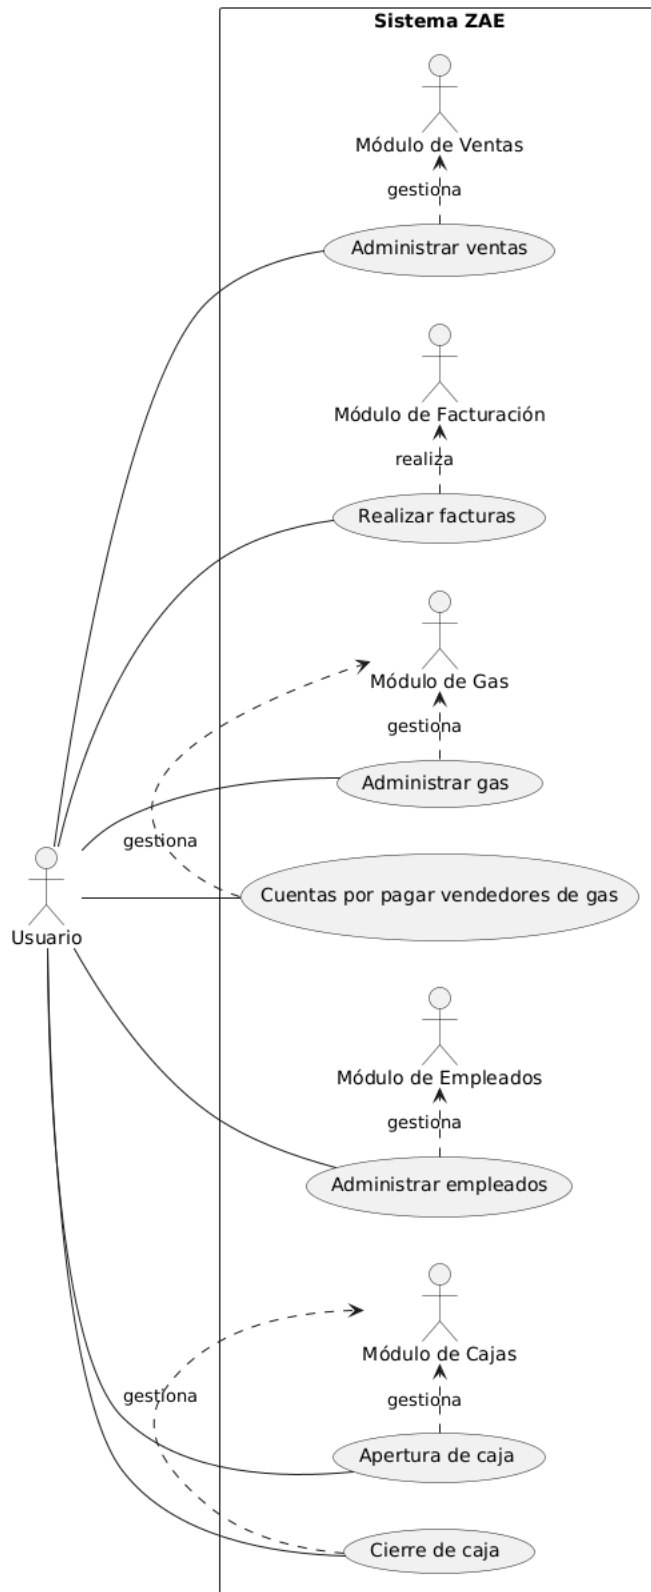 Sistema ZAE
Módulo de Ventas
gestiona
Administrar ventas
Módulo de Facturación
realiza
Realizar facturas
Módulo de Gas
gestiona
Administrar gas
gestiona
Cuentas por pagar vendedores de gas
Usuario
Módulo de Empleados
gestiona
Administrar empleados
Módulo de Cajas
gestiona
gestiona
Apertura de caja
Cierre de caja